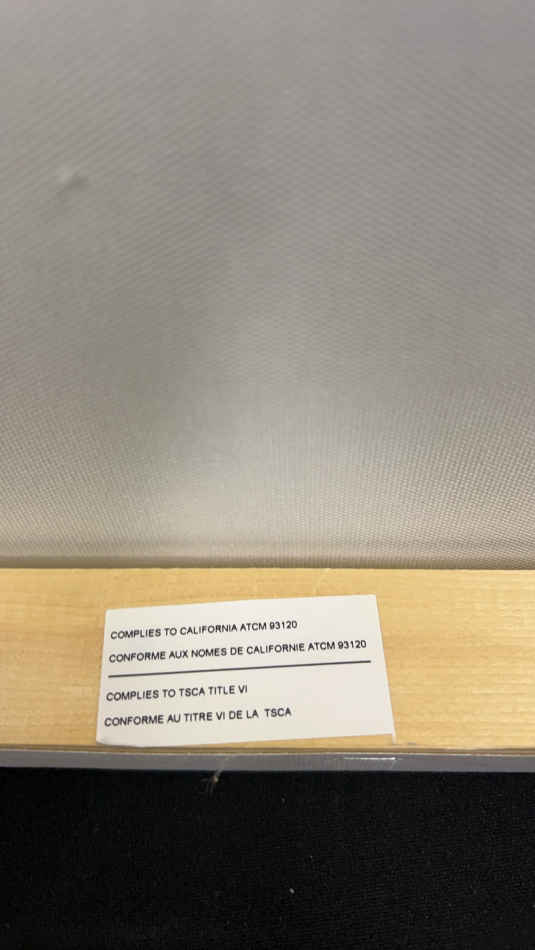 COMPLIES TO CALIFORNIA ATCM 93120
CONFORME AUX NOMES DE CALIFORNIE ATCM 93120
COMPLIES TO TSCA TITLE VI
CONFORME AU TITRE VI DE LA TSCA